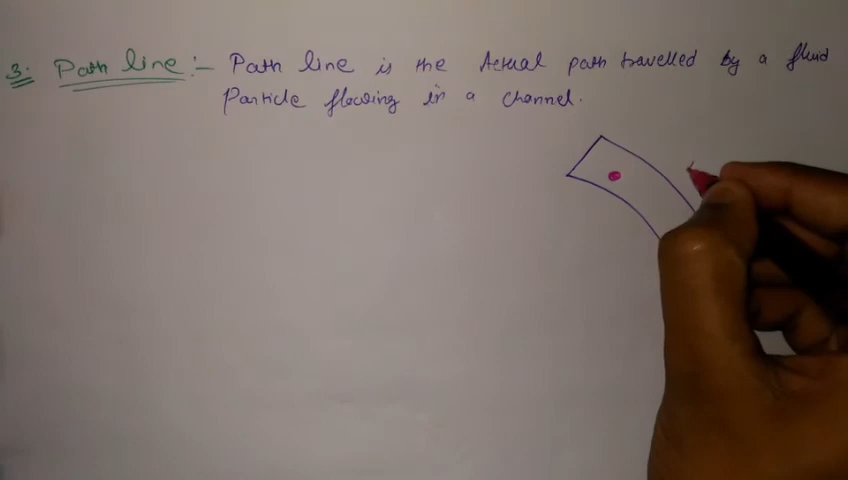 3. Path line :- Path line is the Actual path travelled by a fluid
Particle flowing in a channel.